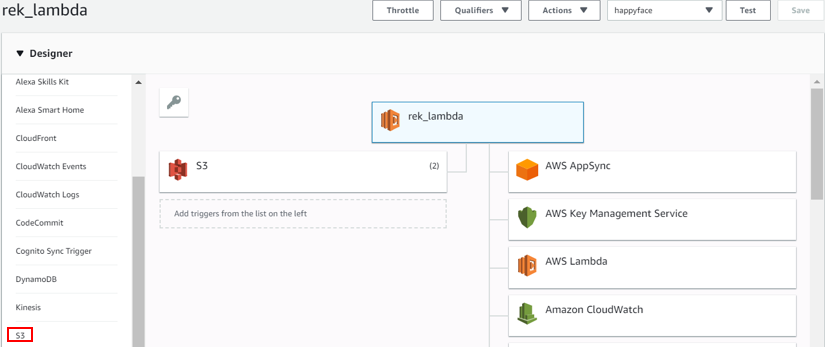 rek_lambda
Throttle Qualifiers Actions happyface Test Save
Designer
Alexa Skills Kit
Alexa Smart Home
CloudFront
CloudWatch Events
CloudWatch Logs
CodeCommit
Cognito Sync Trigger
DynamoDB
Kinesis
S3
rek_lambda
S3 (2)
Add triggers from the list on the left
AWS AppSync
AWS Key Management Service
AWS Lambda
Amazon CloudWatch